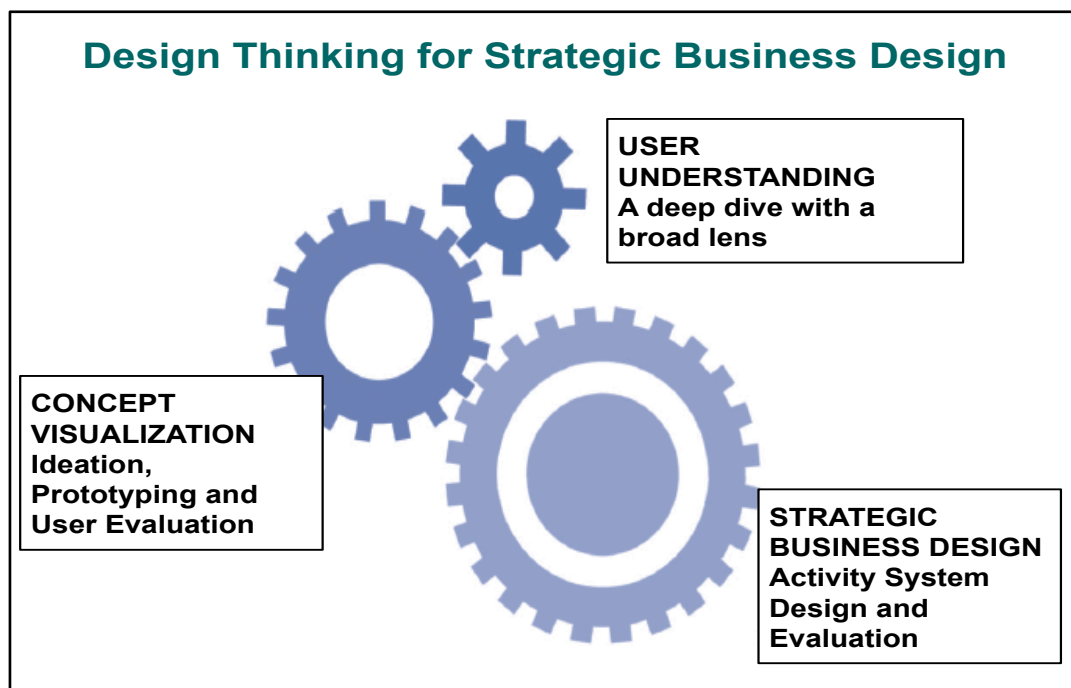 Design Thinking for Strategic Business Design
USER
UNDERSTANDING
A deep dive with a
broad lens
CONCEPT
VISUALIZATION
Ideation,
Prototyping and
User Evaluation
STRATEGIC
BUSINESS DESIGN
Activity System
Design and
Evaluation